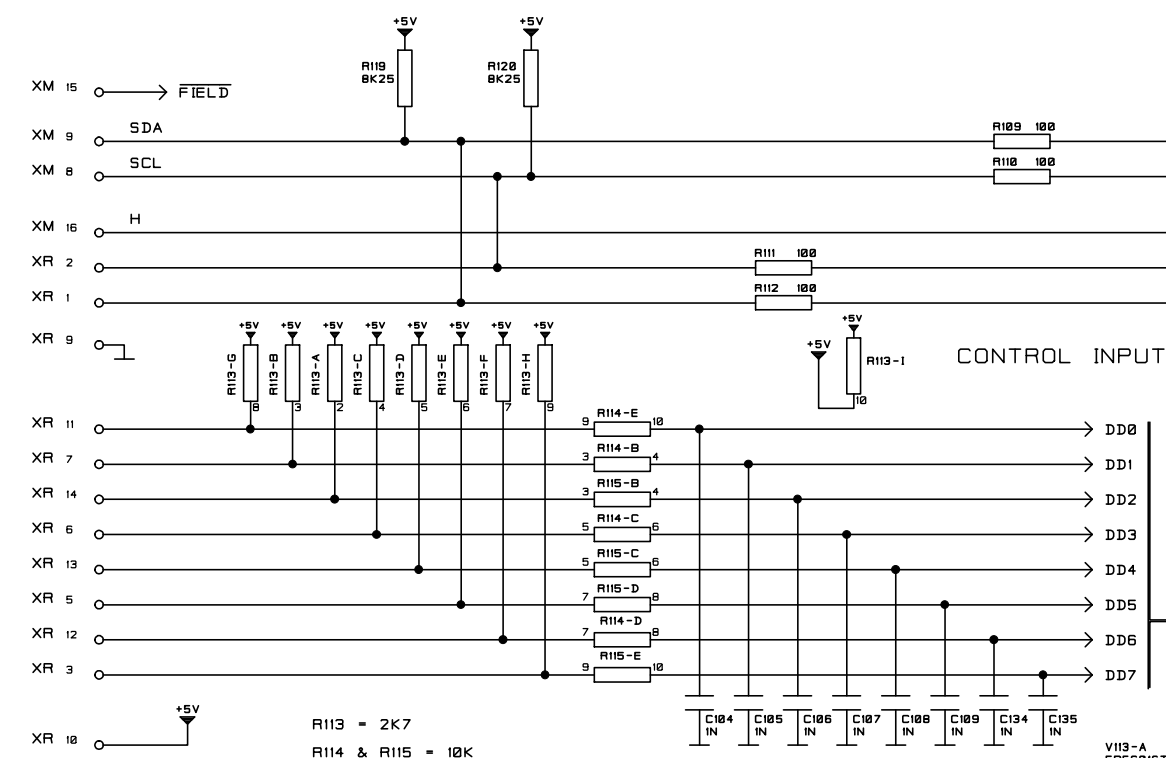 +5V +5V
R119 8K25
R120 8K25
XM 15 FIELD
XM 9 SDA R109 100
XM 8 SCL R110 100
XM 16 H
XR 2 R111 100
XR 1 R112 100
XR 9
+5V +5V +5V +5V +5V +5V +5V +5V
R113-G R113-B R113-A R113-C R113-D R113-E R113-F R113-H
8 3 2 4 5 6 7 9
+5V +5V R113-I 10
CONTROL INPUT
XR 11 9 R114-E 10 DD0
XR 7 3 R114-B 4 DD1
XR 14 3 R115-B 4 DD2
XR 6 5 R114-C 6 DD3
XR 13 5 R115-C 6 DD4
XR 5 7 R115-D 8 DD5
XR 12 7 R114-D 8 DD6
XR 3 9 R115-E 10 DD7
C104 1N
C105 1N
C106 1N
C107 1N
C108 1N
C109 1N
C134 1N
C135 1N
+5V
XR 10
R113 = 2K7
R114 & R115 = 10K
V113-A